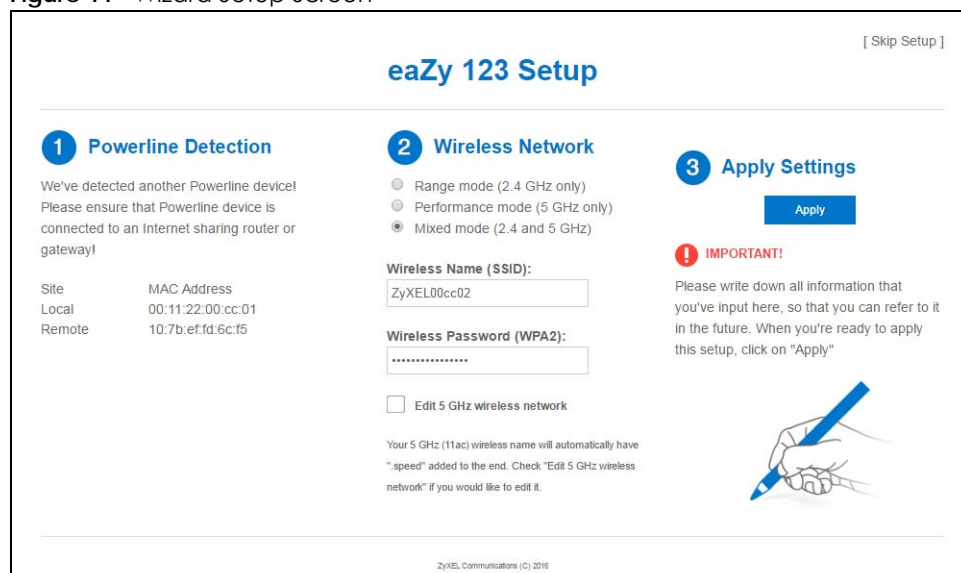 Wizard Setup Screen
[ Skip Setup ]
eaZy 123 Setup
1 Powerline Detection
We've detected another Powerline device!
Please ensure that Powerline device is
connected to an Internet sharing router or
gateway!
Site MAC Address
Local 00:11:22:00:cc:01
Remote 10:7b:ef:fd:6c:f5
2 Wireless Network
Range mode (2.4 GHz only)
Performance mode (5 GHz only)
Mixed mode (2.4 and 5 GHz)
Wireless Name (SSID):
ZyXEL00cc02
Wireless Password (WPA2):
••••••••••••••••
Edit 5 GHz wireless network
Your 5 GHz (11ac) wireless name will automatically have
".speed" added to the end. Check "Edit 5 GHz wireless
network" if you would like to edit it.
3 Apply Settings
Apply
! IMPORTANT!
Please write down all information that
you've input here, so that you can refer to it
in the future. When you're ready to apply
this setup, click on "Apply"
ZyXEL Communications (C) 2016